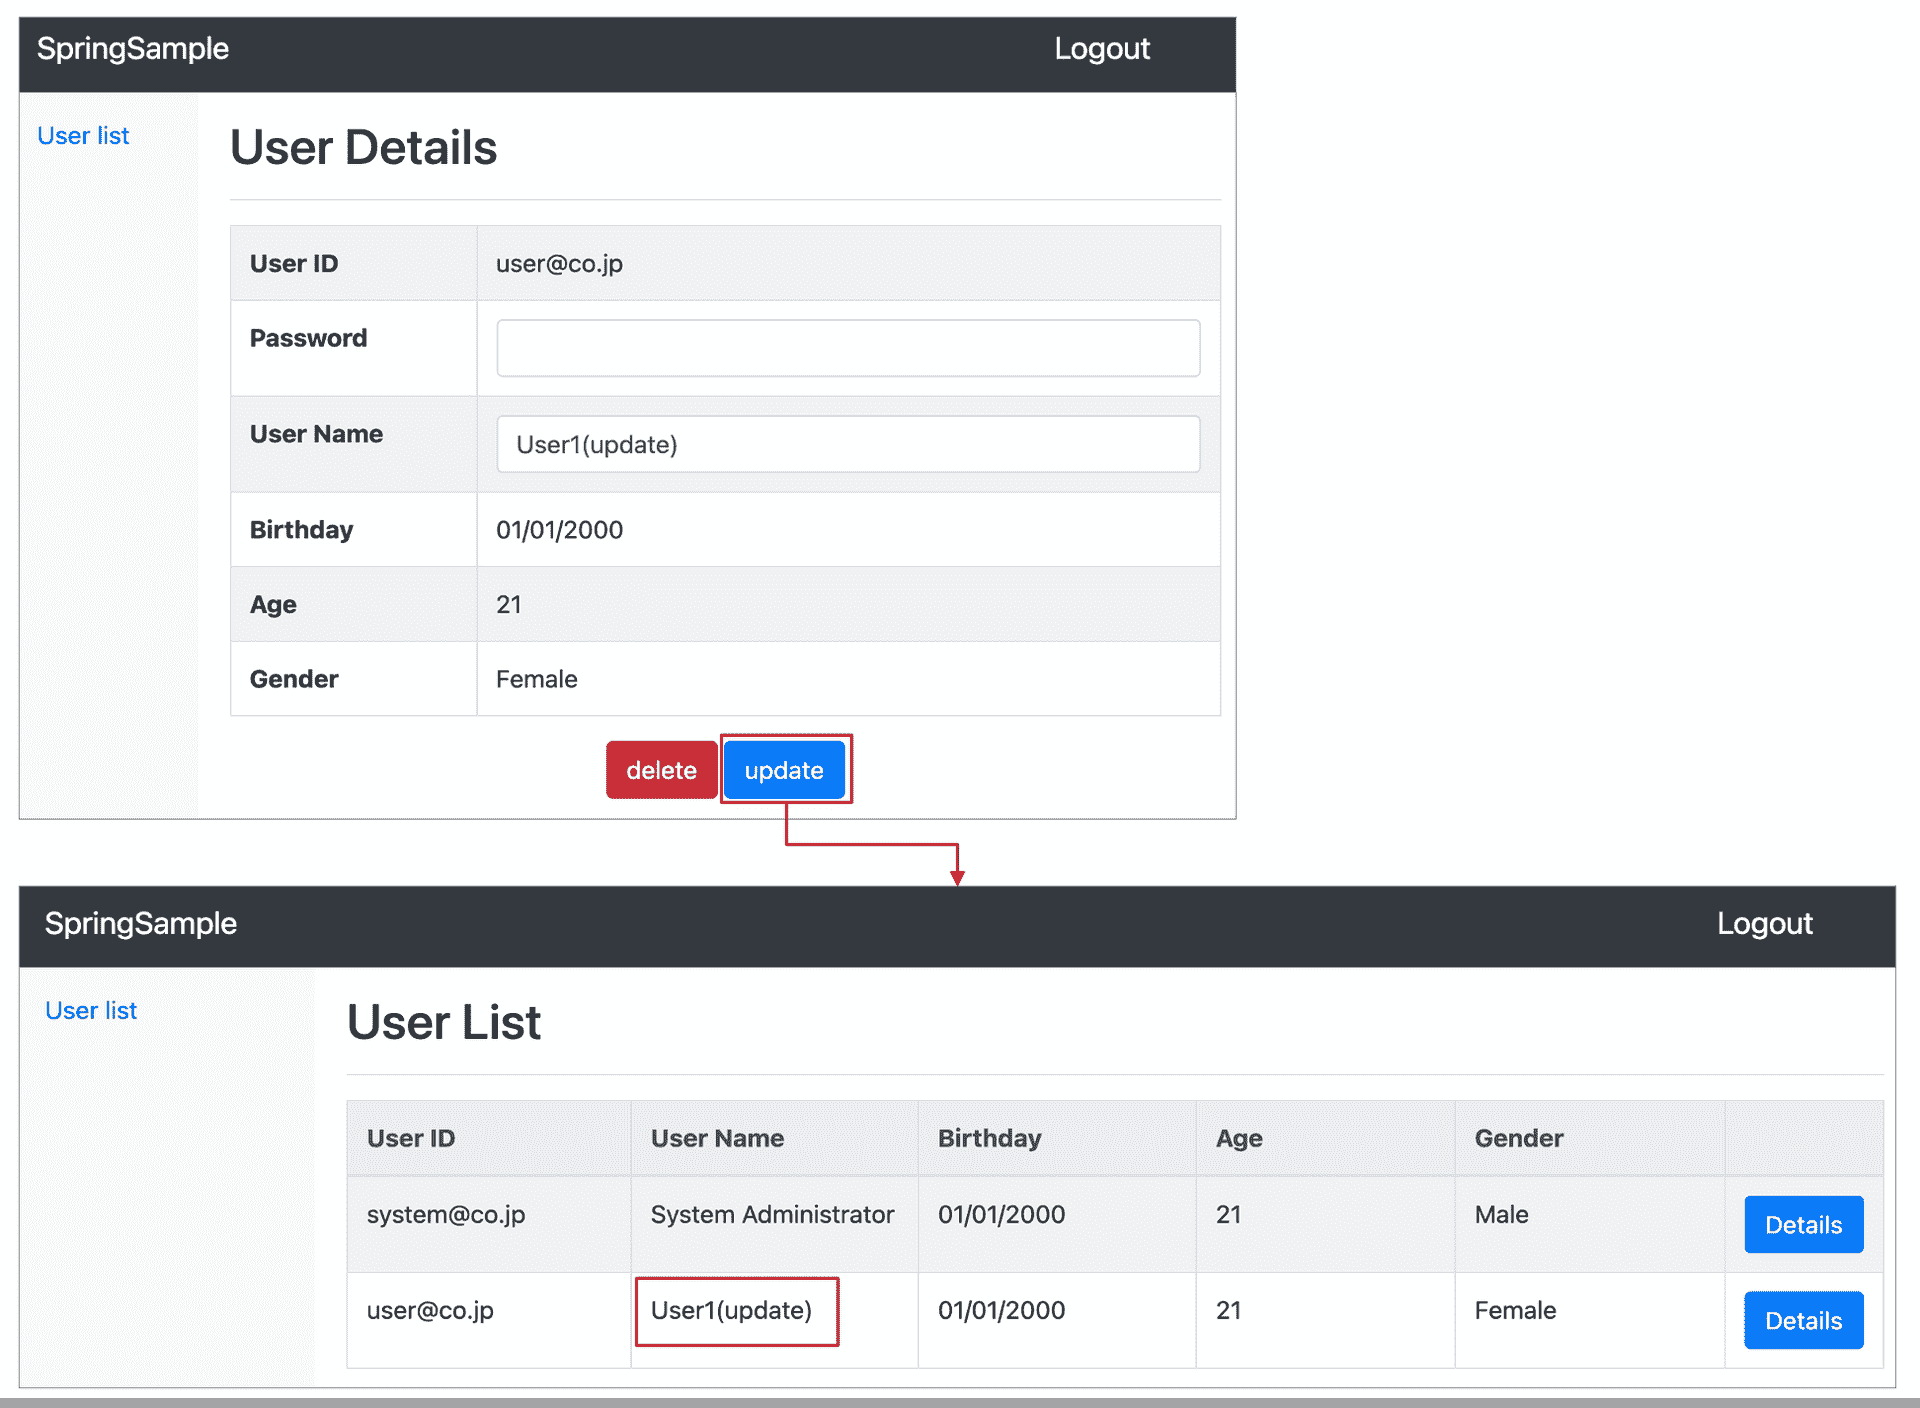 SpringSample Logout
User list
User Details
User ID user@co.jp
Password
User Name User1(update)
Birthday 01/01/2000
Age 21
Gender Female
delete update
SpringSample Logout
User list
User List
User ID User Name Birthday Age Gender
system@co.jp System Administrator 01/01/2000 21 Male Details
user@co.jp User1(update) 01/01/2000 21 Female Details